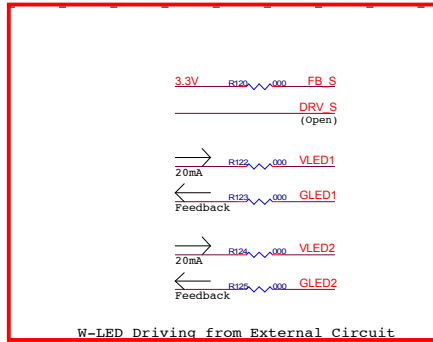 3.3V R120 000 FB_S
DRV_S
(Open)
R122 000 VLED1
20mA
R123 000 GLED1
Feedback
R124 000 VLED2
20mA
R125 000 GLED2
Feedback
W-LED Driving from External Circuit